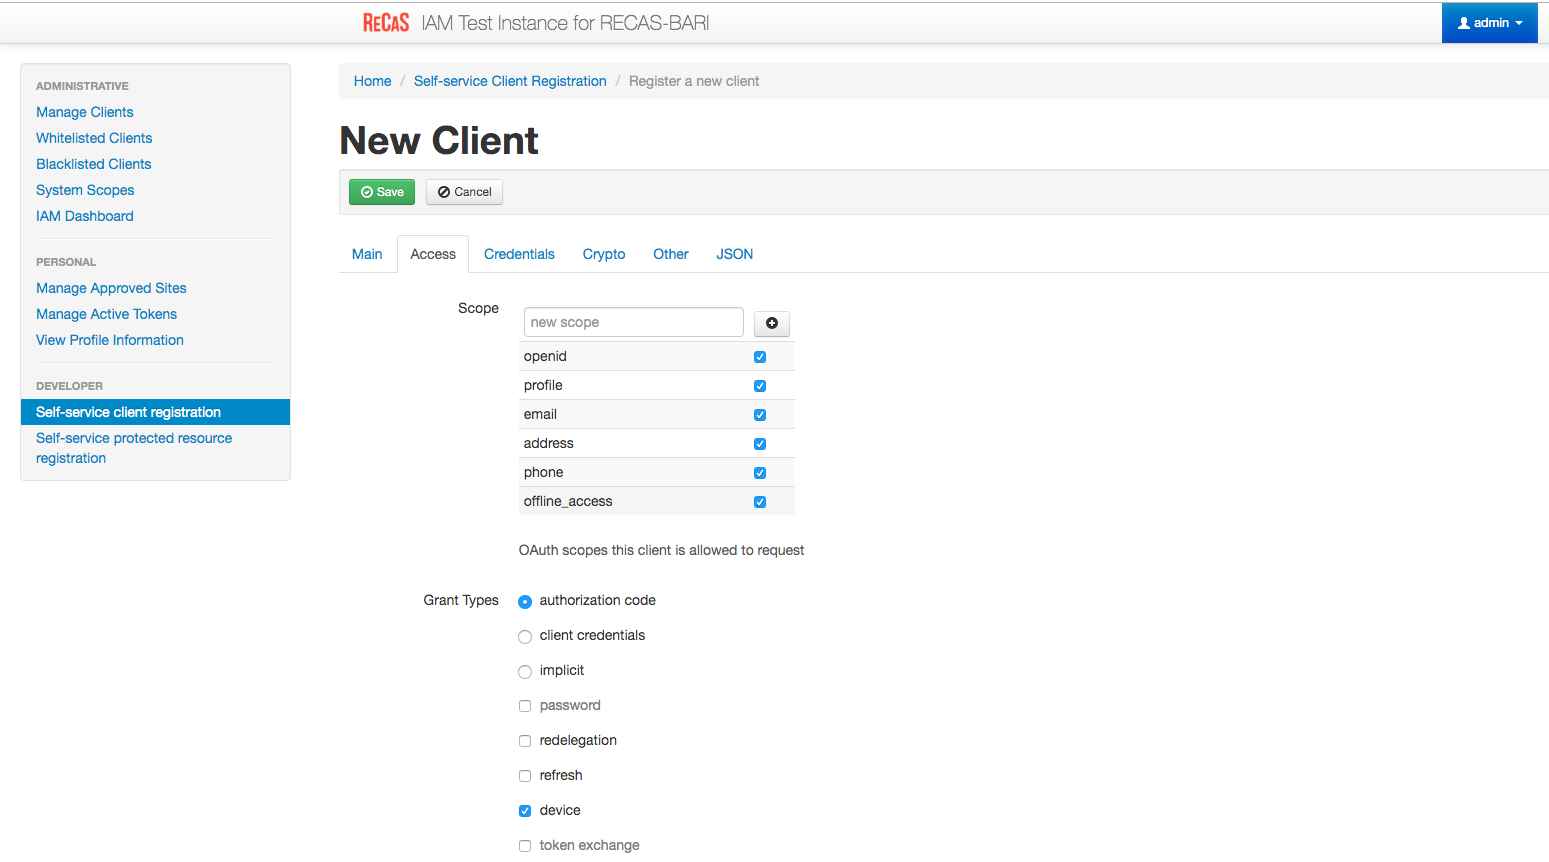 RECAS IAM Test Instance for RECAS-BARI
admin
ADMINISTRATIVE
Manage Clients
Whitelisted Clients
Blacklisted Clients
System Scopes
IAM Dashboard
PERSONAL
Manage Approved Sites
Manage Active Tokens
View Profile Information
DEVELOPER
Self-service client registration
Self-service protected resource
registration
Home / Self-service Client Registration / Register a new client
New Client
Save Cancel
Main Access Credentials Crypto Other JSON
Scope
new scope
openid
profile
email
address
phone
offline_access
OAuth scopes this client is allowed to request
Grant Types
authorization code
client credentials
implicit
password
redelegation
refresh
device
token exchange